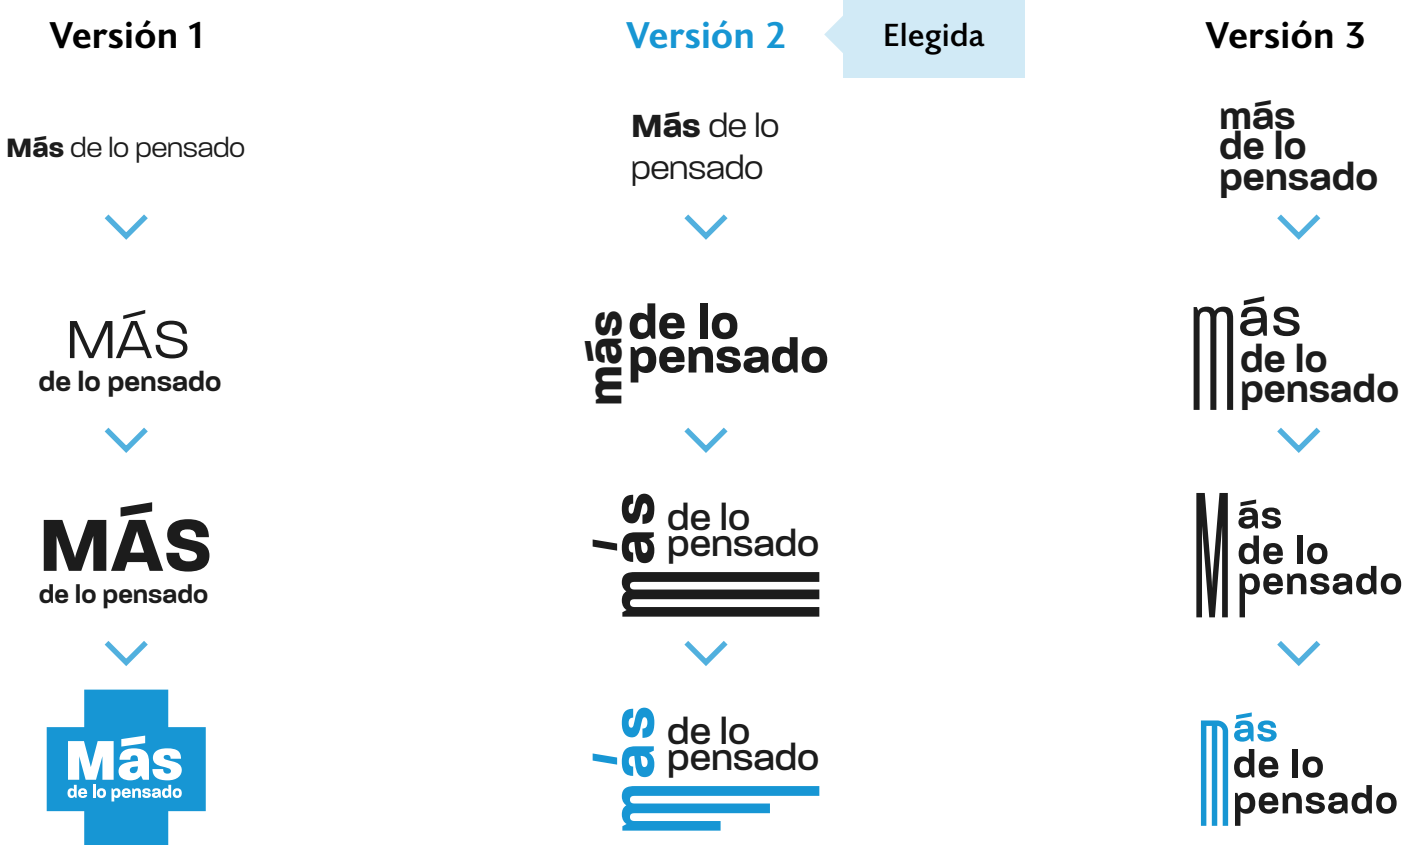 Versión 1
Versión 2
Elegida
Versión 3
Más de lo pensado
Más de lo
pensado
más
de lo
pensado
MÁS
de lo pensado
más
de lo
pensado
más
de lo
pensado
MÁS
de lo pensado
más
de lo
pensado
Más
de lo
pensado
Más
de lo pensado
más
de lo
pensado
más
de lo
pensado